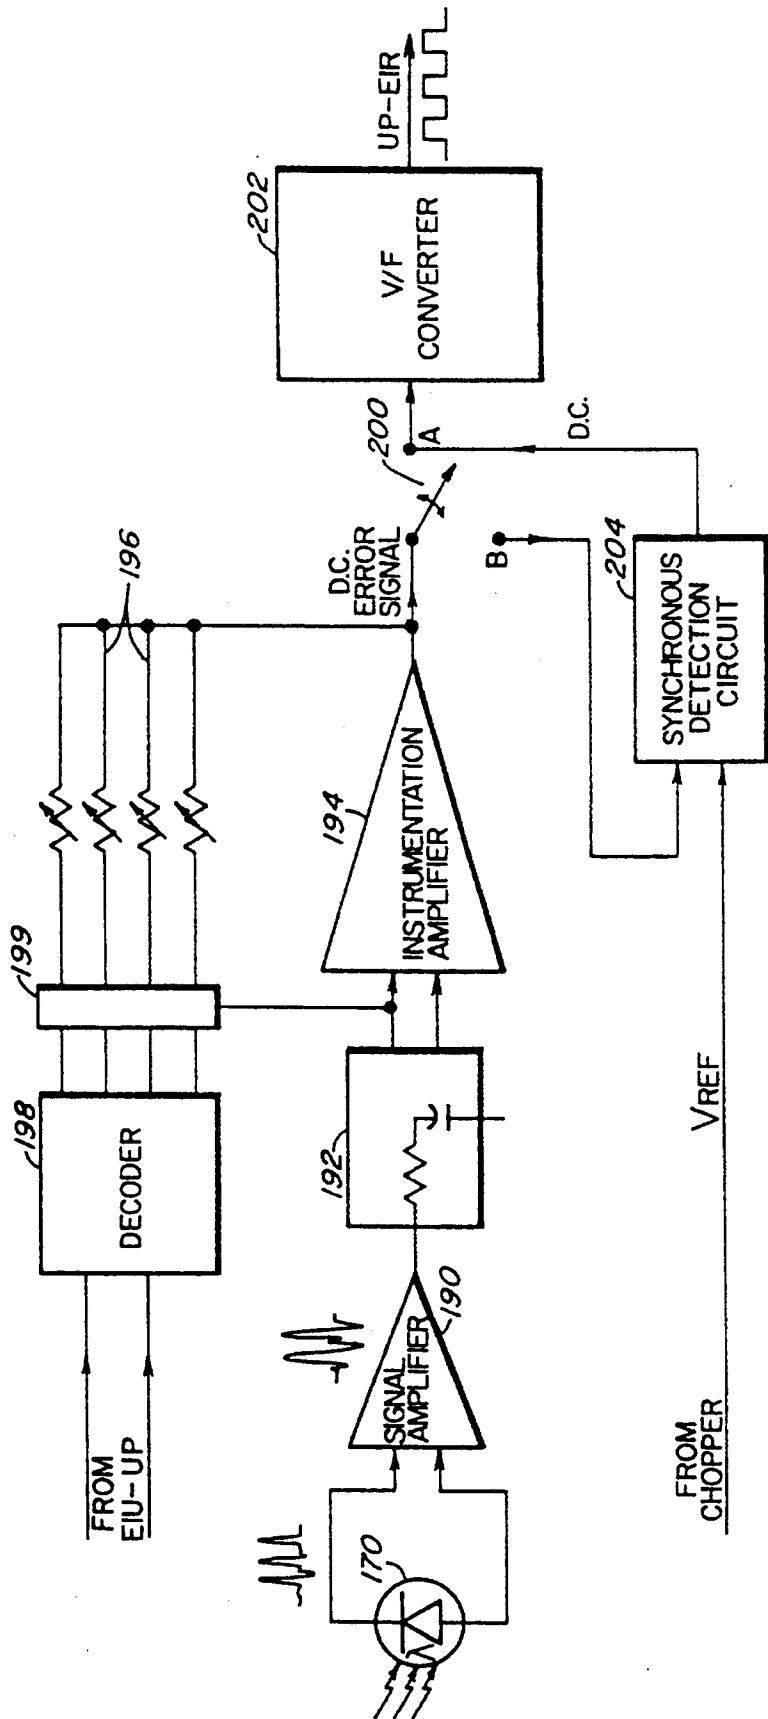 FROM
EIU-UP
198
DECODER
199
196
170
SIGNAL
AMPLIFIER
190
192
194
INSTRUMENTATION
AMPLIFIER
D.C.
ERROR
SIGNAL
200
A
B
D.C.
202
V/F
CONVERTER
UP-EIR
FROM
CHOPPER
VREF
204
SYNCHRONOUS
DETECTION
CIRCUIT